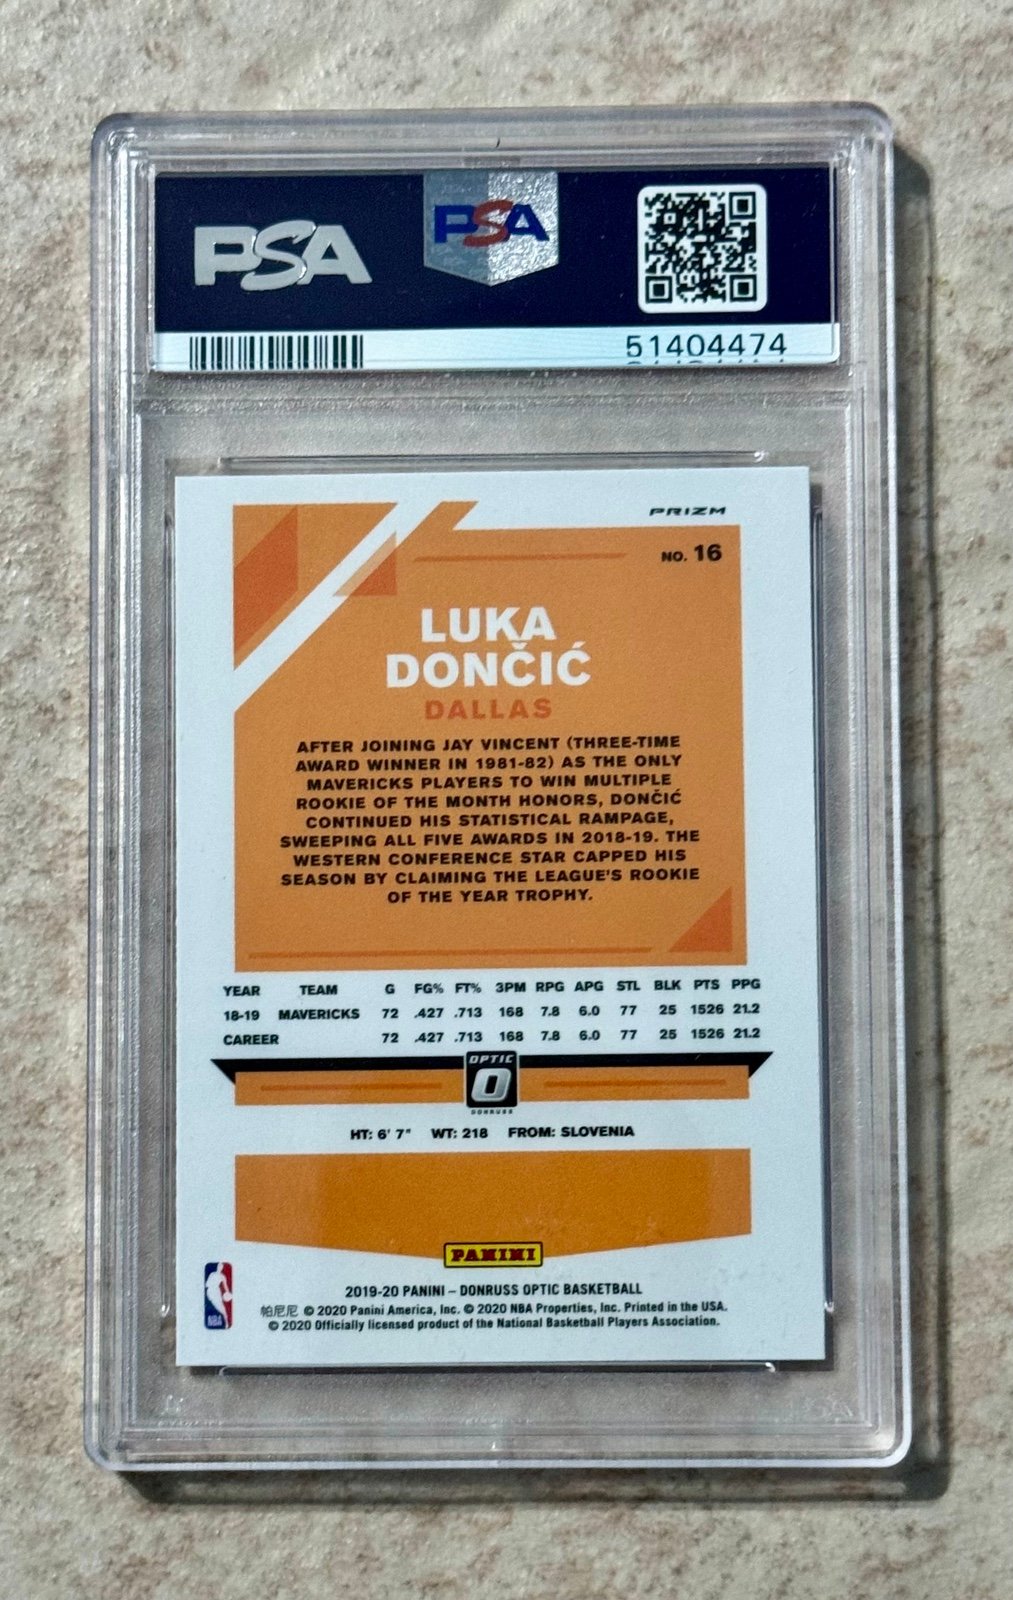 PSA
PSA
51404474
PRIZM
NO. 16
LUKA
DONČIĆ
DALLAS
AFTER JOINING JAY VINCENT (THREE-TIME
AWARD WINNER IN 1981-82) AS THE ONLY
MAVERICKS PLAYERS TO WIN MULTIPLE
ROOKIE OF THE MONTH HONORS, DONČIĆ
CONTINUED HIS STATISTICAL RAMPAGE,
SWEEPING ALL FIVE AWARDS IN 2018-19. THE
WESTERN CONFERENCE STAR CAPPED HIS
SEASON BY CLAIMING THE LEAGUE'S ROOKIE
OF THE YEAR TROPHY.
YEAR TEAM G FG% FT% 3PM RPG APG STL BLK PTS PPG
18-19 MAVERICKS 72 .427 .713 168 7.8 6.0 77 25 1526 21.2
CAREER 72 .427 .713 168 7.8 6.0 77 25 1526 21.2
OPTIC
O
DONRUSS
HT: 6' 7" WT: 218 FROM: SLOVENIA
PANINI
NBA
2019-20 PANINI – DONRUSS OPTIC BASKETBALL
帕尼尼 © 2020 Panini America, Inc. © 2020 NBA Properties, Inc. Printed in the USA.
© 2020 Officially licensed product of the National Basketball Players Association.